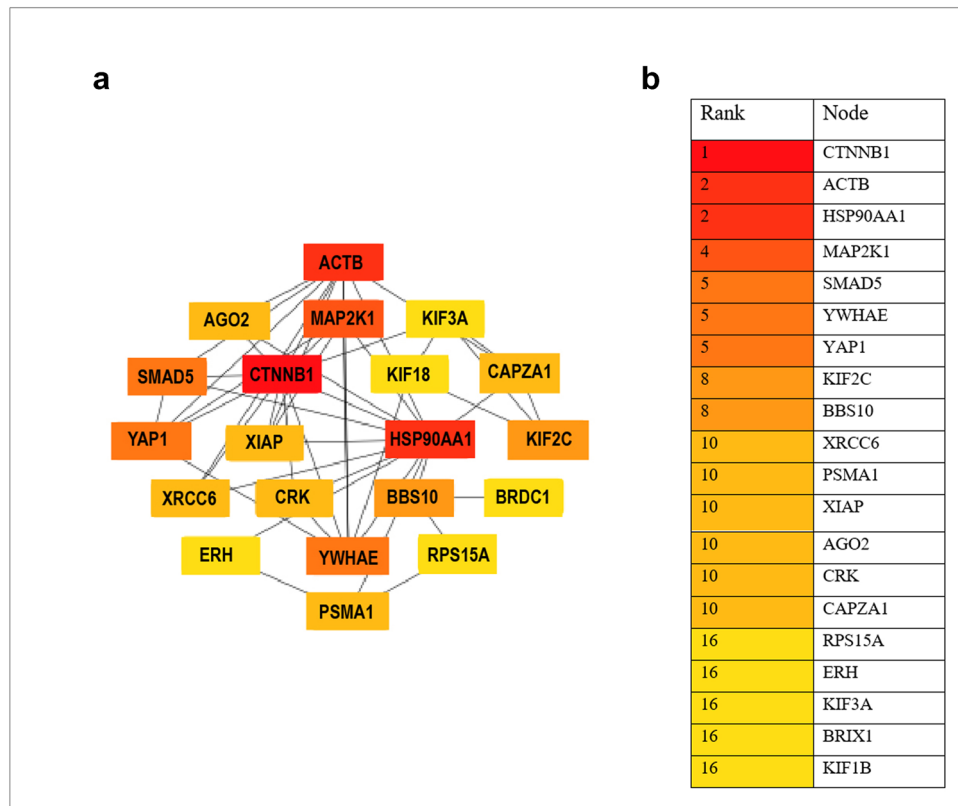 a
b
ACTB
AGO2 MAP2K1 KIF3A
SMAD5 CTNNB1 KIF18 CAPZA1
YAP1 XIAP HSP90AA1 KIF2C
XRCC6 CRK BBS10 BRDC1
ERH YWHAE RPS15A
PSMA1
Rank Node
1 CTNNB1
2 ACTB
2 HSP90AA1
4 MAP2K1
5 SMAD5
5 YWHAE
5 YAP1
8 KIF2C
8 BBS10
10 XRCC6
10 PSMA1
10 XIAP
10 AGO2
10 CRK
10 CAPZA1
16 RPS15A
16 ERH
16 KIF3A
16 BRIX1
16 KIF1B